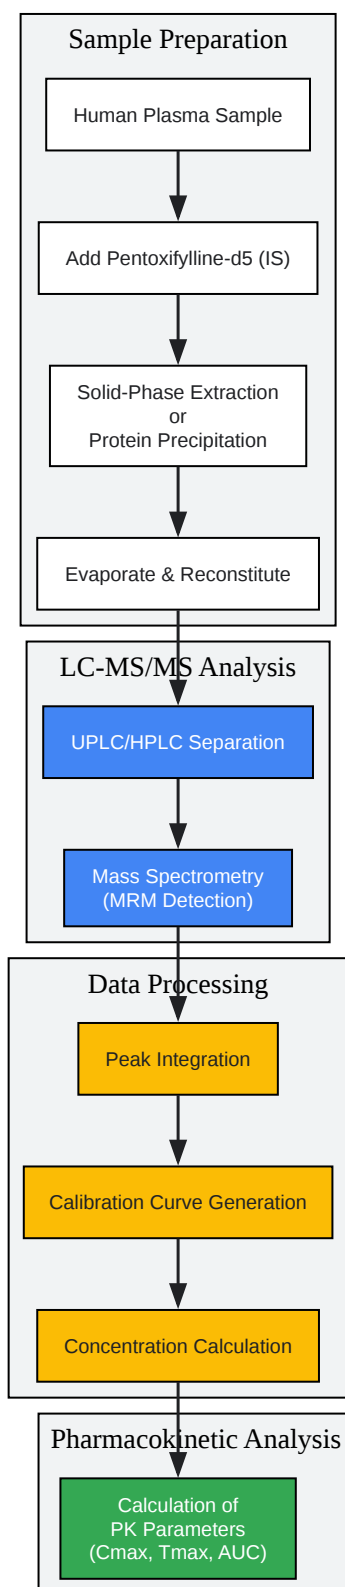 Sample Preparation
Human Plasma Sample
Add Pentoxifylline-d5 (IS)
Solid-Phase Extraction
or
Protein Precipitation
Evaporate & Reconstitute
LC-MS/MS Analysis
UPLC/HPLC Separation
Mass Spectrometry
(MRM Detection)
Data Processing
Peak Integration
Calibration Curve Generation
Concentration Calculation
Pharmacokinetic Analysis
Calculation of
PK Parameters
(Cmax, Tmax, AUC)